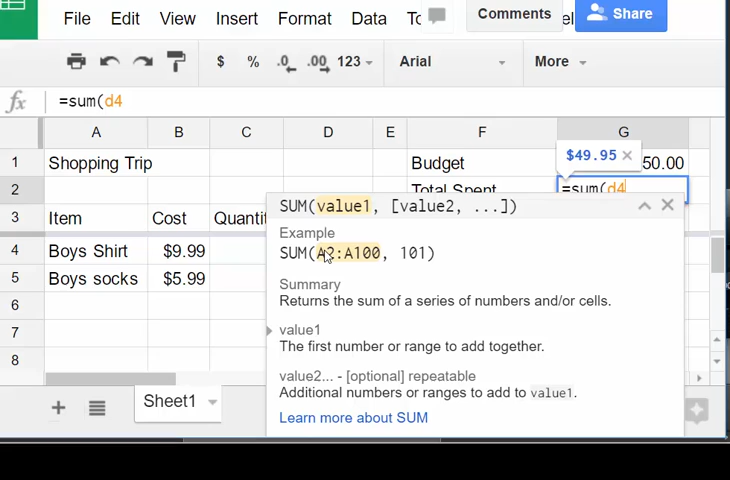 File Edit View Insert Format Data
Comments
Share
$ % .0 .00 123 Arial More
fx =sum(d4
A B C D E F G
1 Shopping Trip Budget 50.00
$49.95 ×
2 Total Spent =sum(d4
3 Item Cost
4 Boys Shirt $9.99
5 Boys socks $5.99
6
7
8
SUM(value1, [value2, ...])
Example
SUM(A2:A100, 101)
Summary
Returns the sum of a series of numbers and/or cells.
value1
The first number or range to add together.
value2... - [optional] repeatable
Additional numbers or ranges to add to value1.
Learn more about SUM
Sheet1